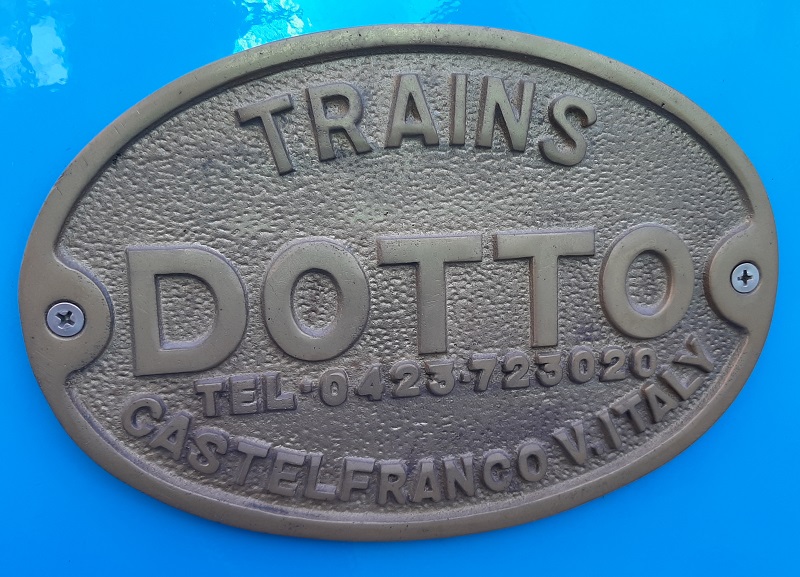 TRAINS
DOTTO
TEL·0423·723020
CASTELFRANCO V. ITALY